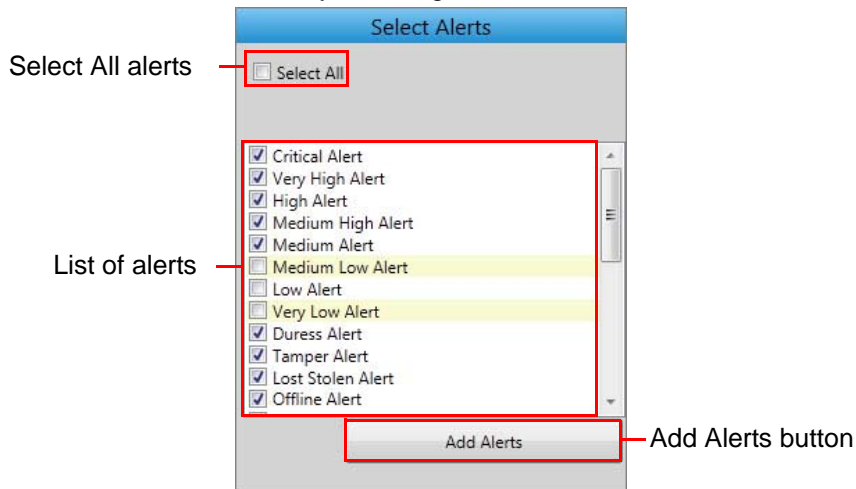 Select Alerts
Select All alerts
Select All
Critical Alert
Very High Alert
High Alert
Medium High Alert
Medium Alert
List of alerts
Medium Low Alert
Low Alert
Very Low Alert
Duress Alert
Tamper Alert
Lost Stolen Alert
Offline Alert
Add Alerts
Add Alerts button